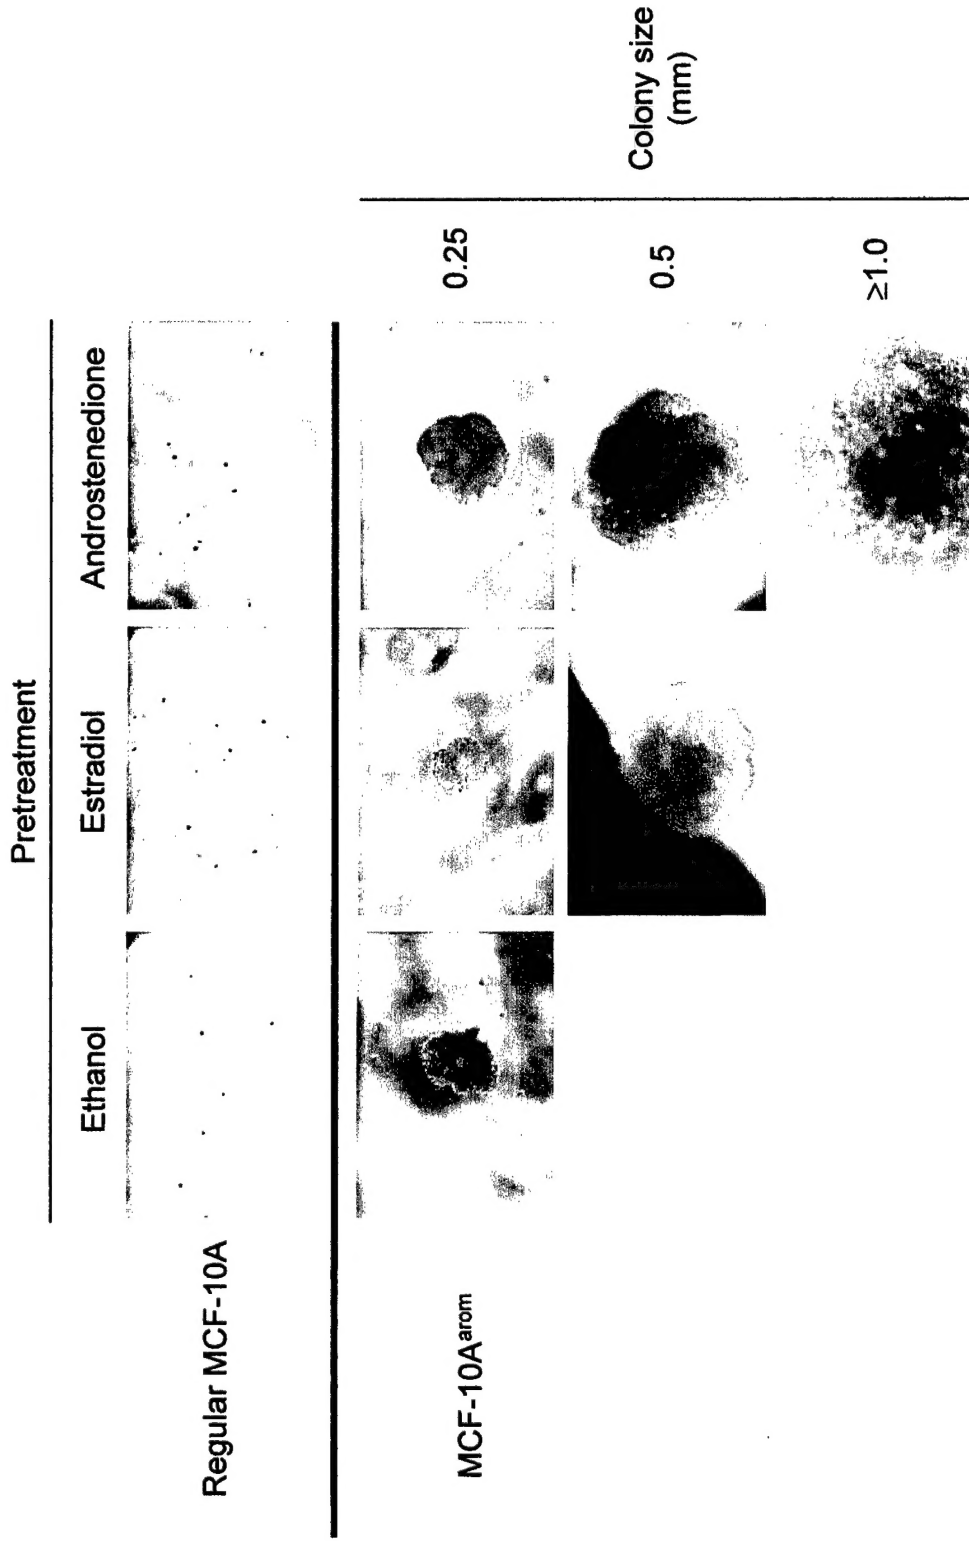 Pretreatment
Ethanol Estradiol Androstenedione
Regular MCF-10A
MCF-10Aᵃʳᵒᵐ
0.25
0.5
≥1.0
Colony size
(mm)